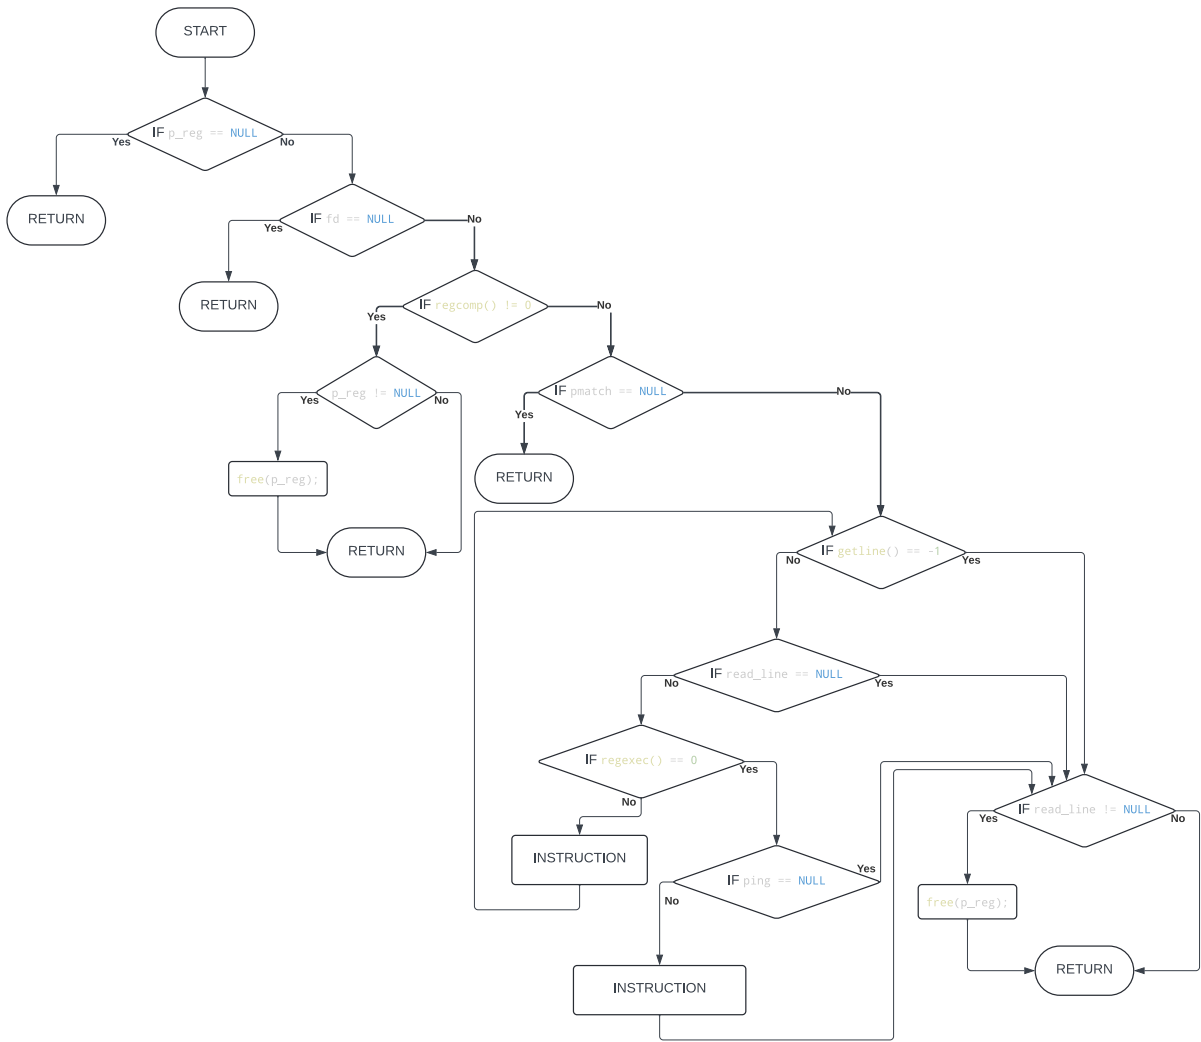 START
IF p_reg == NULL
Yes
No
RETURN
IF fd == NULL
Yes
No
RETURN
IF regcomp() != 0
Yes
No
p_reg != NULL
Yes
No
IF pmatch == NULL
Yes
No
free(p_reg);
RETURN
RETURN
IF getline() == -1
No
Yes
IF read_line == NULL
No
Yes
IF regexec() == 0
Yes
No
IF read_line != NULL
Yes
No
INSTRUCTION
IF ping == NULL
Yes
No
free(p_reg);
RETURN
INSTRUCTION